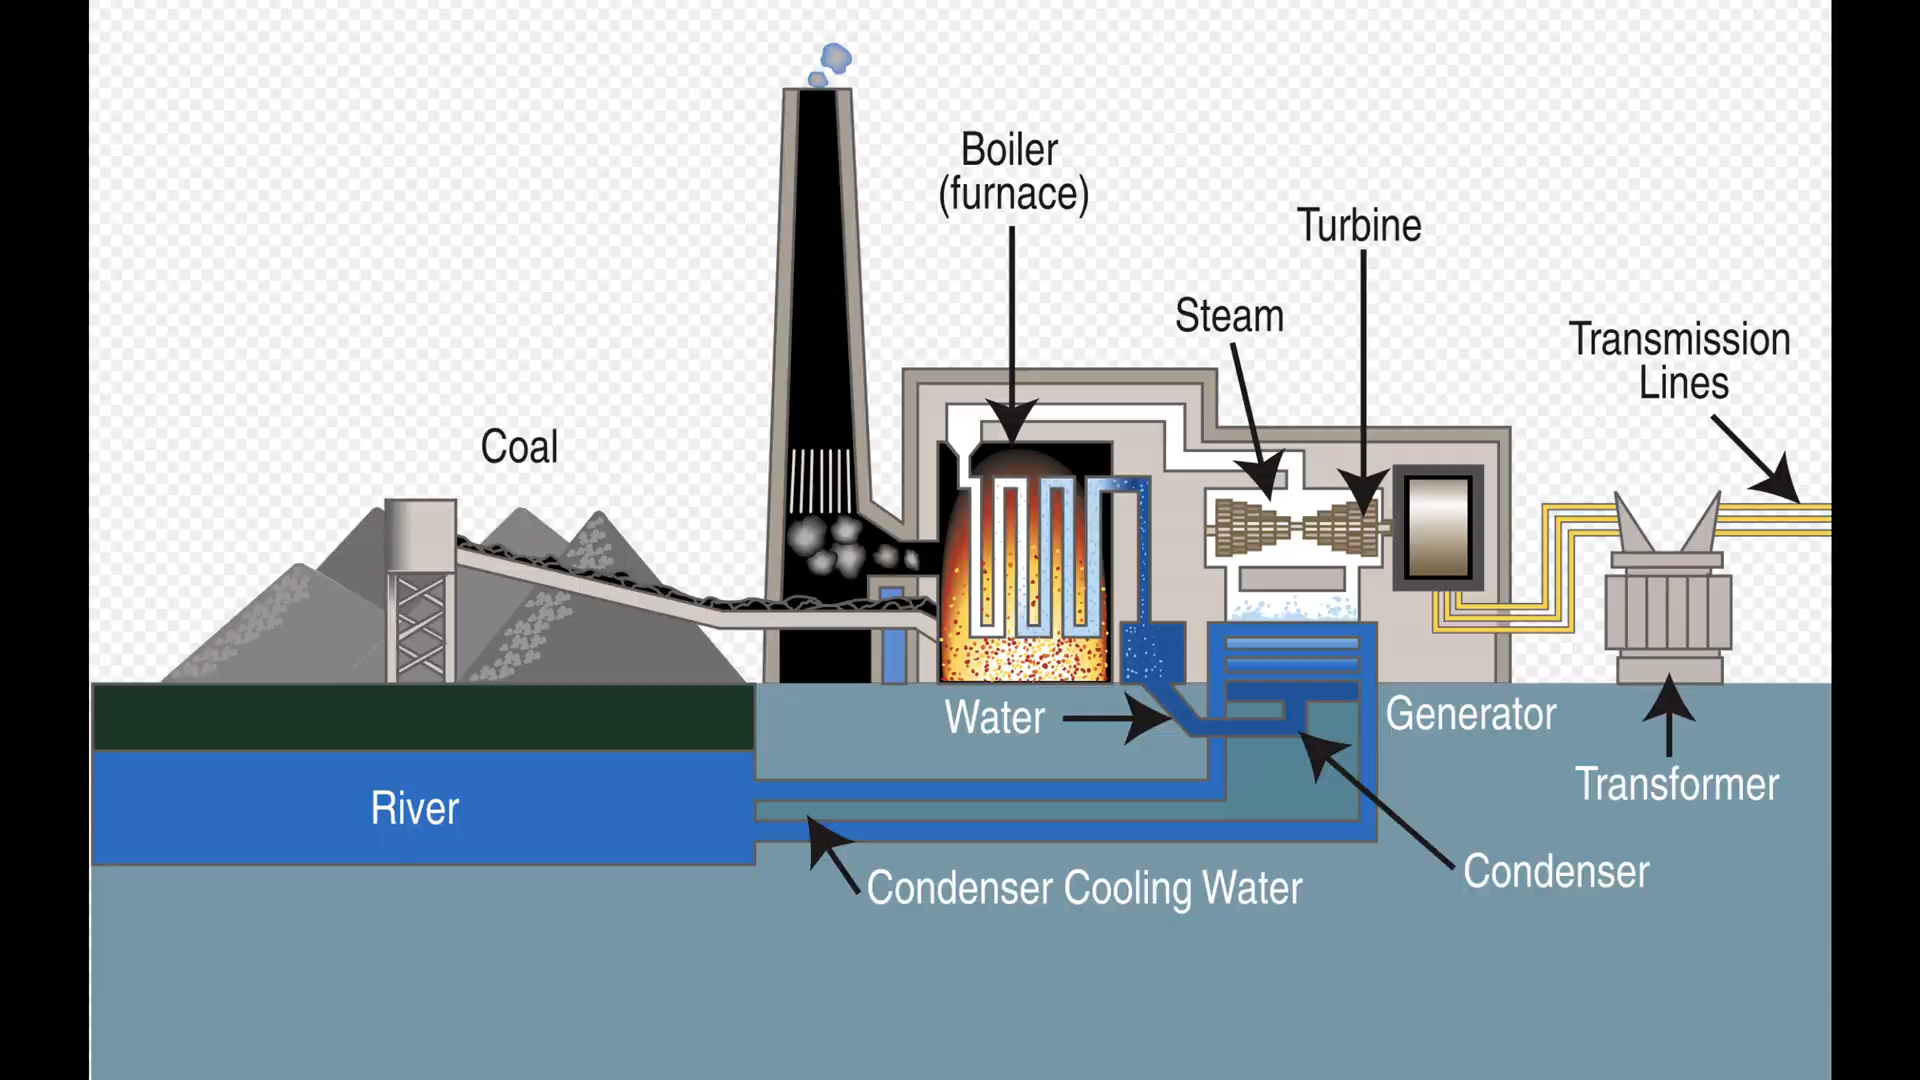 Boiler
(furnace)
Turbine
Steam
Transmission
Lines
Coal
Water
Generator
Transformer
River
Condenser
Condenser Cooling Water